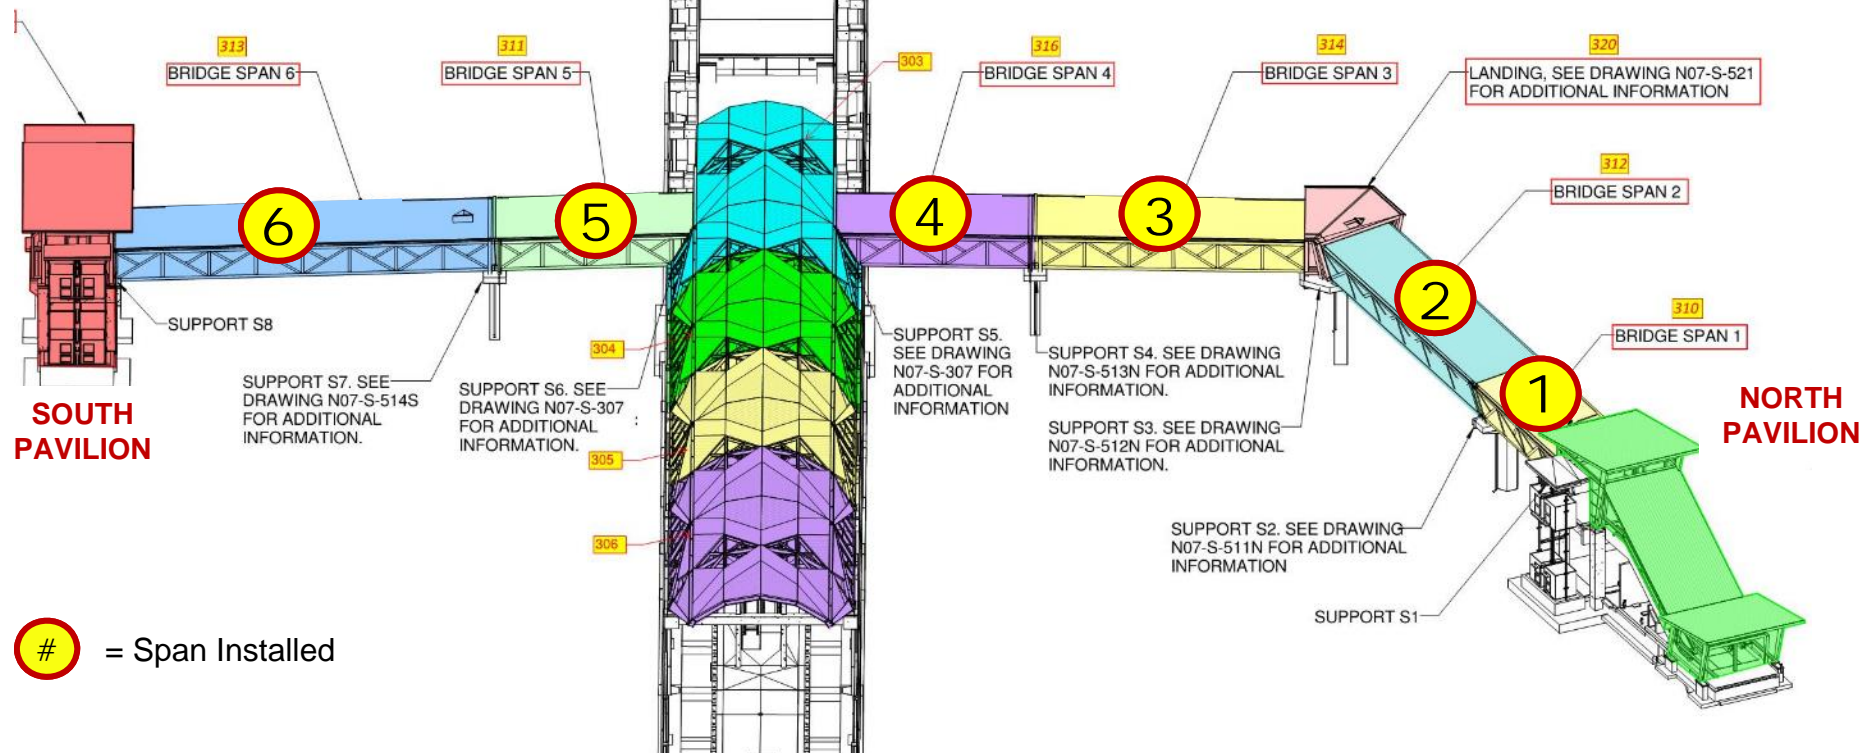 313
BRIDGE SPAN 6
311
BRIDGE SPAN 5
303
316
BRIDGE SPAN 4
314
BRIDGE SPAN 3
320
LANDING, SEE DRAWING N07-S-521
FOR ADDITIONAL INFORMATION
312
BRIDGE SPAN 2
310
BRIDGE SPAN 1
6
5
4
3
2
1
SUPPORT S8
SUPPORT S7. SEE
DRAWING N07-S-514S
FOR ADDITIONAL
INFORMATION.
SUPPORT S6. SEE
DRAWING N07-S-307
FOR ADDITIONAL :
INFORMATION.
304
305
306
SUPPORT S5.
SEE DRAWING
N07-S-307 FOR
ADDITIONAL
INFORMATION
SUPPORT S4. SEE DRAWING
N07-S-513N FOR ADDITIONAL
INFORMATION.
SUPPORT S3. SEE DRAWING
N07-S-512N FOR ADDITIONAL
INFORMATION.
SUPPORT S2. SEE DRAWING
N07-S-511N FOR ADDITIONAL
INFORMATION
SUPPORT S1
SOUTH
PAVILION
NORTH
PAVILION
# = Span Installed